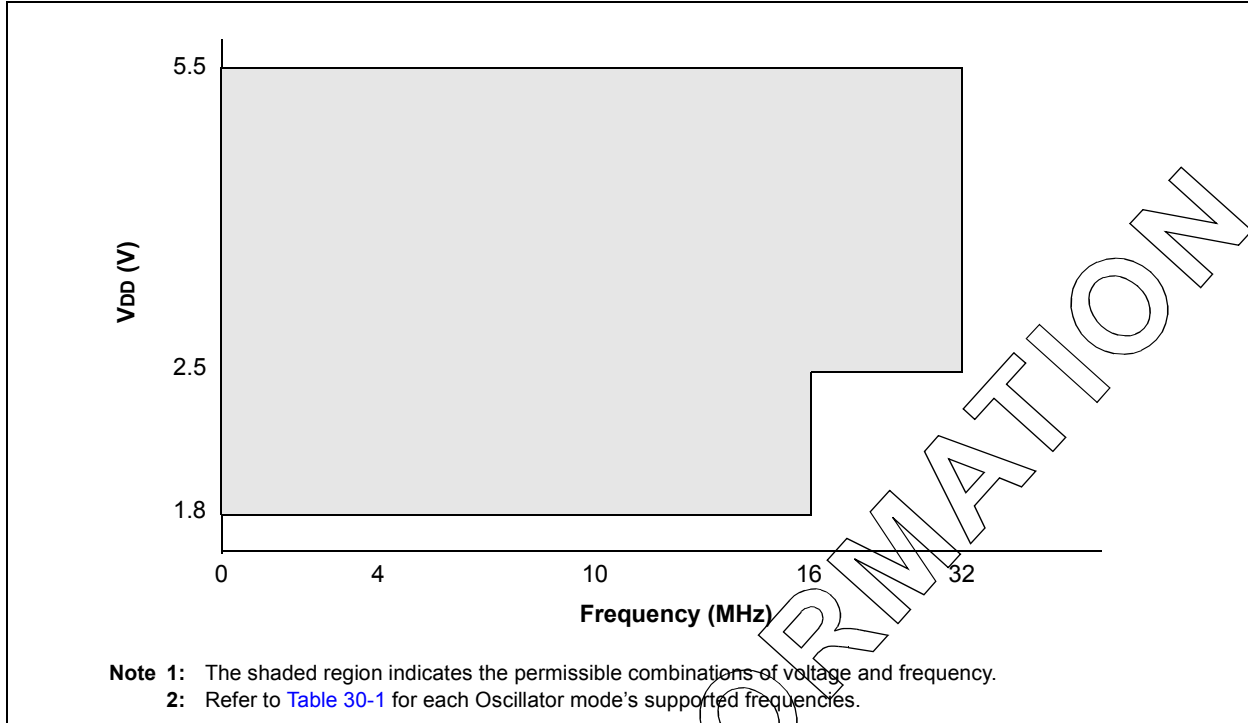 5.5
VDD (V)
2.5
1.8
0 4 10 16 32
Frequency (MHz)
Note 1: The shaded region indicates the permissible combinations of voltage and frequency.
2: Refer to Table 30-1 for each Oscillator mode's supported frequencies.
ORMATION